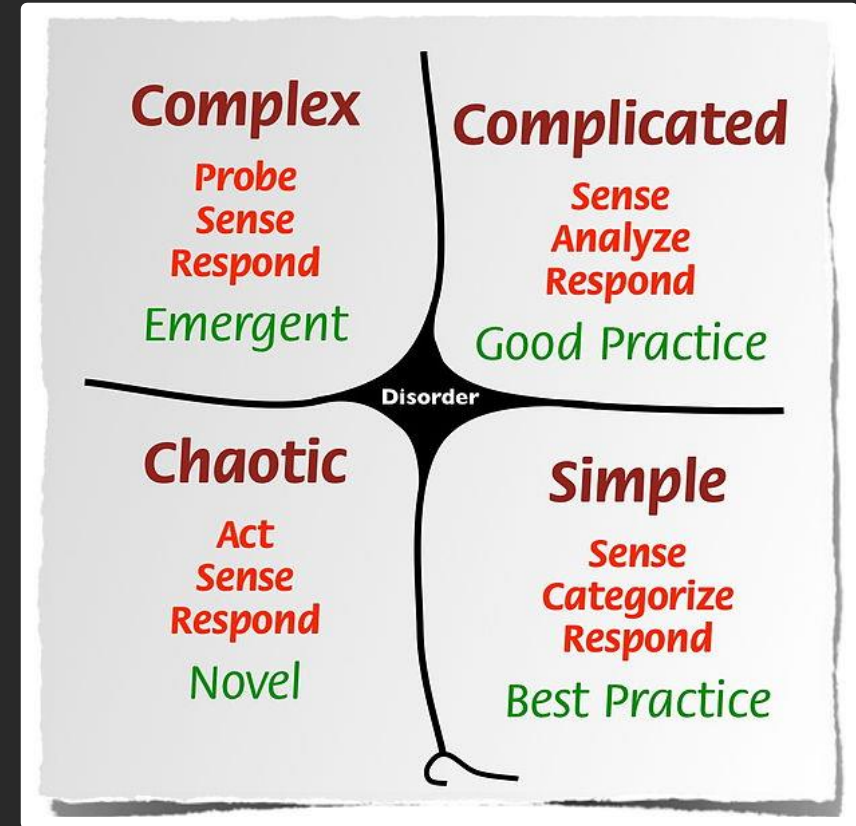 Complex
Probe
Sense
Respond
Emergent
Complicated
Sense
Analyze
Respond
Good Practice
Disorder
Chaotic
Act
Sense
Respond
Novel
Simple
Sense
Categorize
Respond
Best Practice